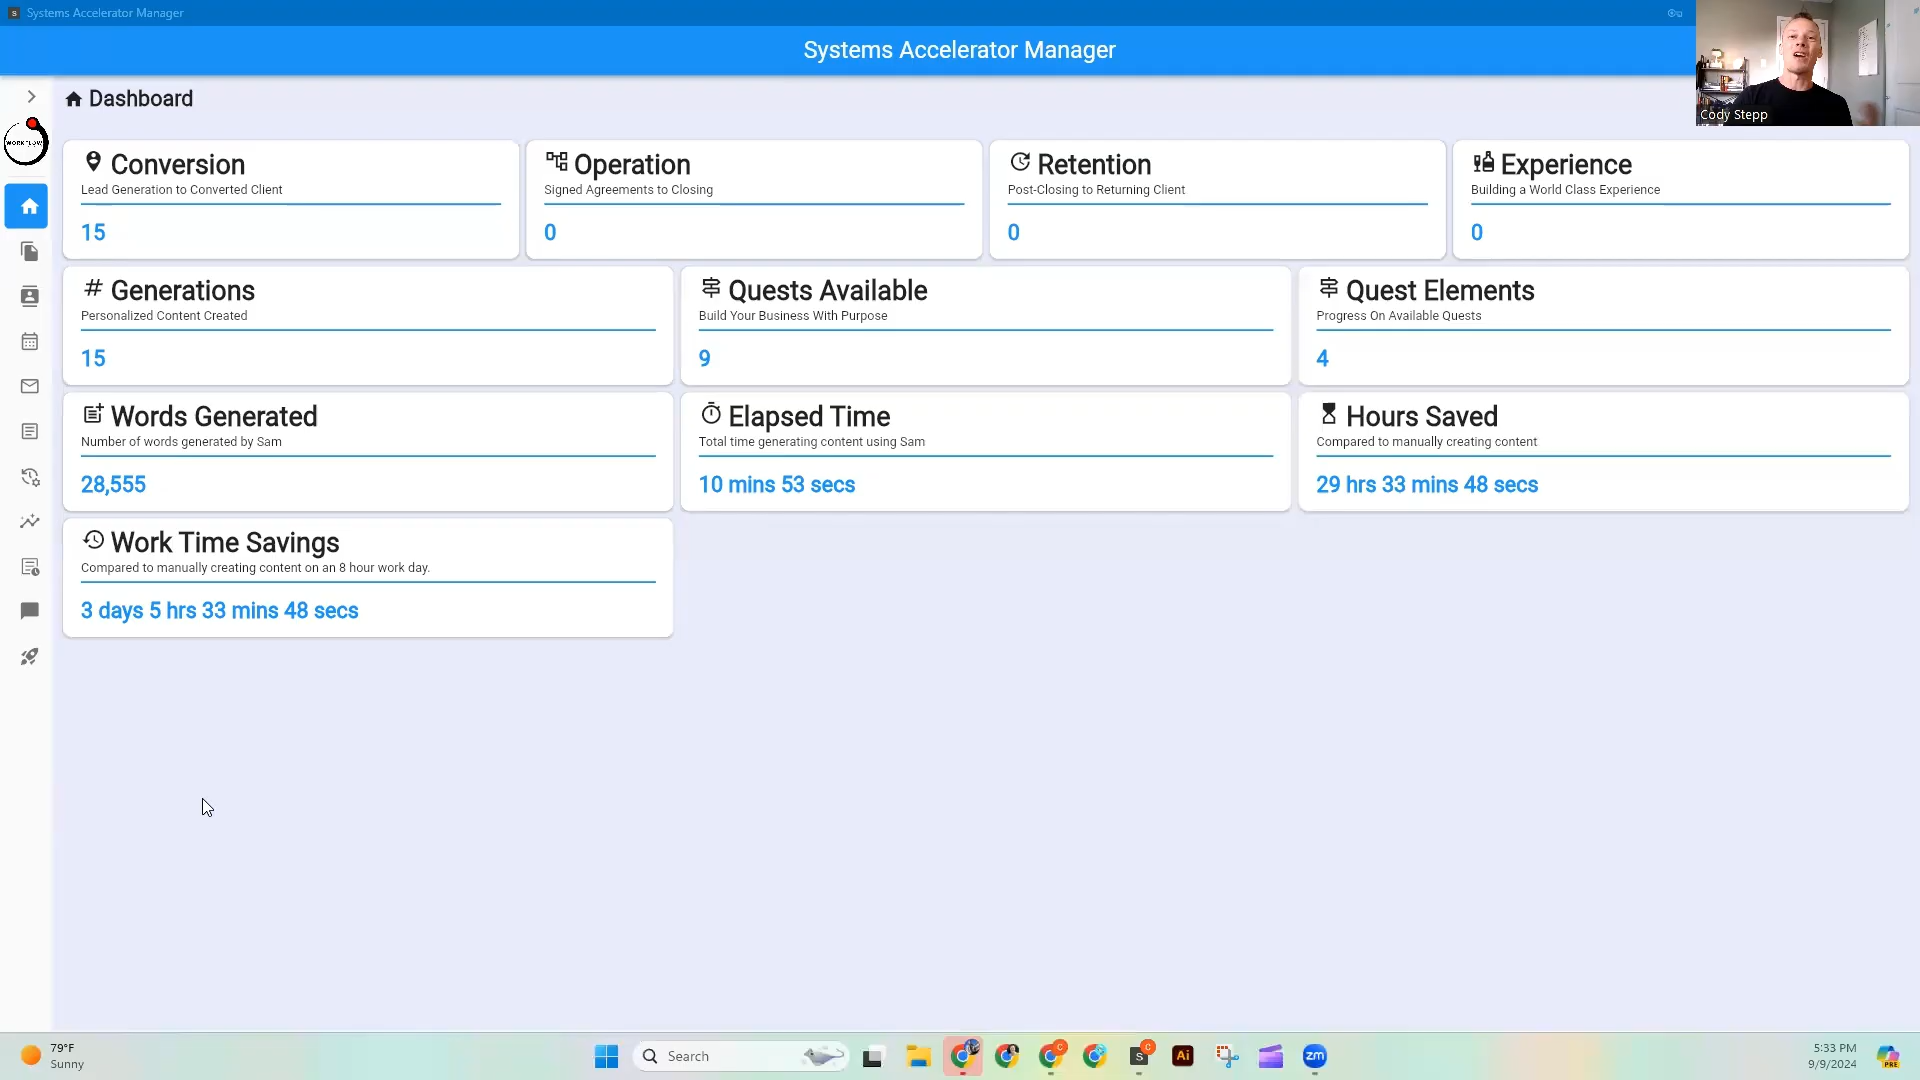 Systems Accelerator Manager
Systems Accelerator Manager
Cody Stepp
Dashboard
WORKFLOW
Conversion
Lead Generation to Converted Client
15
Operation
Signed Agreements to Closing
0
Retention
Post-Closing to Returning Client
0
Experience
Building a World Class Experience
0
Generations
Personalized Content Created
15
Quests Available
Build Your Business With Purpose
9
Quest Elements
Progress On Available Quests
4
Words Generated
Number of words generated by Sam
28,555
Elapsed Time
Total time generating content using Sam
10 mins 53 secs
Hours Saved
Compared to manually creating content
29 hrs 33 mins 48 secs
Work Time Savings
Compared to manually creating content on an 8 hour work day.
3 days 5 hrs 33 mins 48 secs
79°F
Sunny
Search
C
S
C
Ai
zm
5:33 PM
9/9/2024
PRE